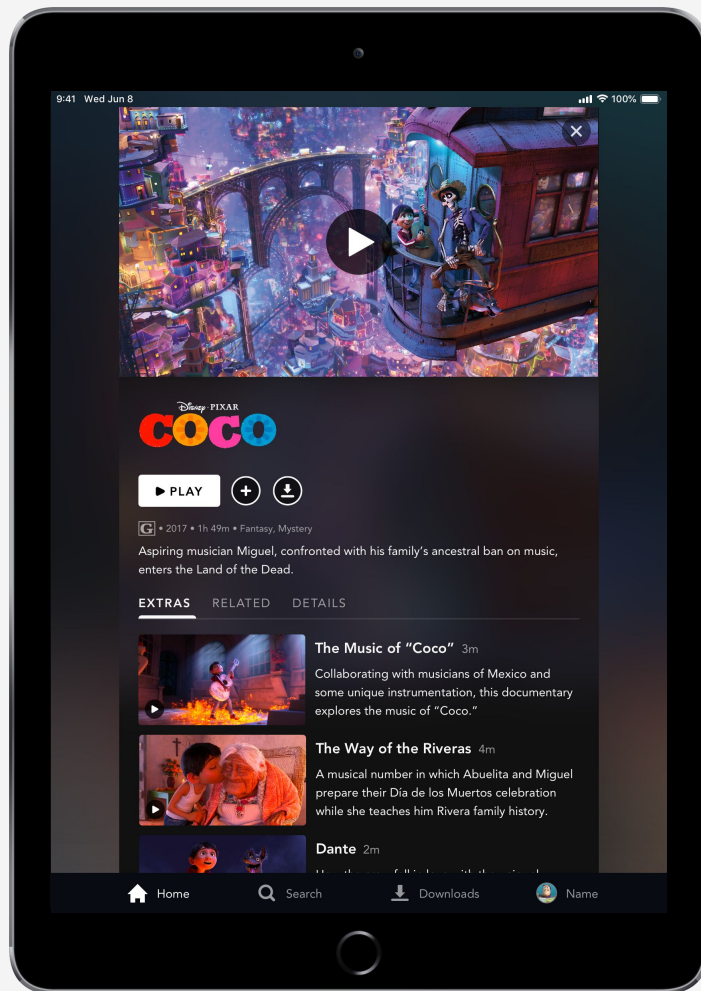 9:41 Wed Jun 8
100%
Disney · PIXAR
COCO
PLAY
G • 2017 • 1h 49m • Fantasy, Mystery
Aspiring musician Miguel, confronted with his family’s ancestral ban on music,
enters the Land of the Dead.
EXTRAS RELATED DETAILS
The Music of “Coco” 3m
Collaborating with musicians of Mexico and
some unique instrumentation, this documentary
explores the music of “Coco.”
The Way of the Riveras 4m
A musical number in which Abuelita and Miguel
prepare their Día de los Muertos celebration
while she teaches him Rivera family history.
Dante 2m
Home Search Downloads Name